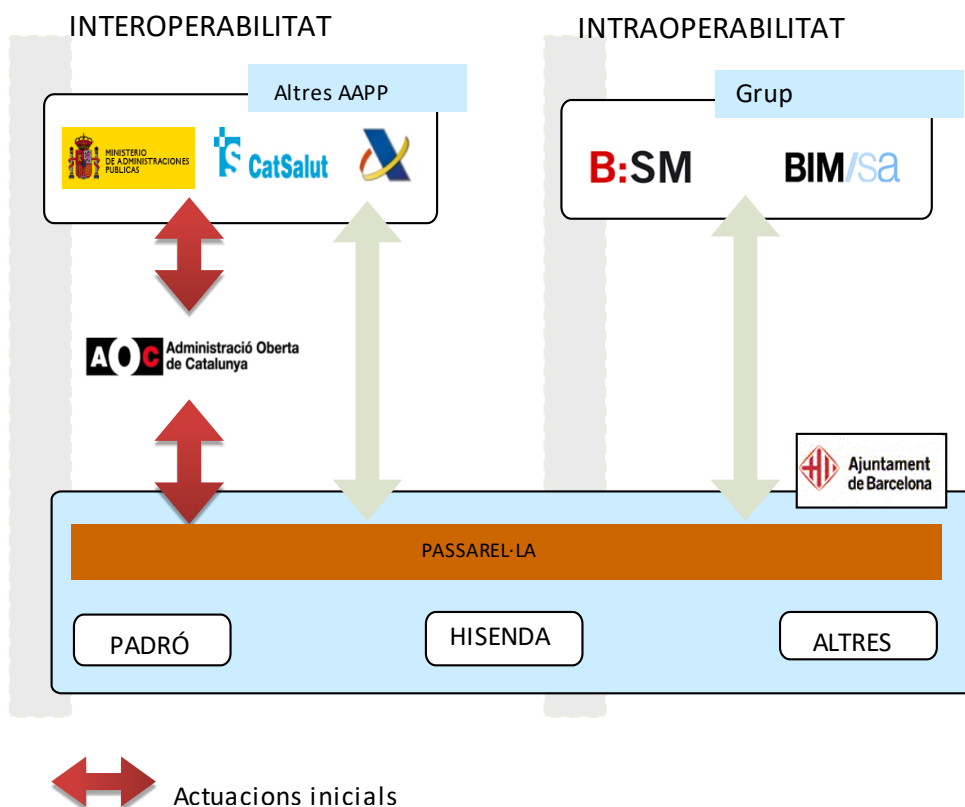 INTEROPERABILITAT
INTRAOPERABILITAT
Altres AAPP
Grup
MINISTERIO
DE ADMINISTRACIONES
PÚBLICAS
CatSalut
B:SM
BIM/sa
AOC Administració Oberta
de Catalunya
Ajuntament
de Barcelona
PASSAREL·LA
PADRÓ
HISENDA
ALTRES
Actuacions inicials